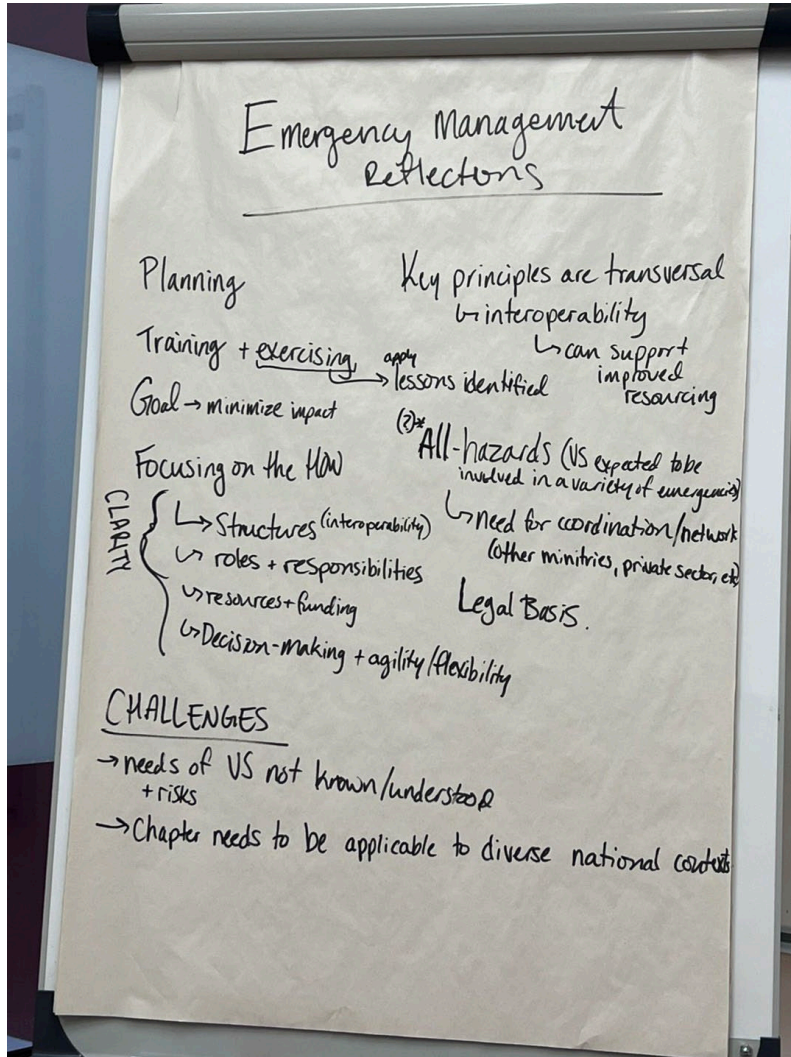 Emergency Management
Reflections
Planning
Training + exercising
apply
→ lessons identified
Goal → minimize impact
Focusing on the HOW
CLARITY
↳ Structures (interoperability)
↳ roles + responsibilities
↳ resources + funding
↳ Decision-making + agility/flexibility
Key principles are transversal
↳ interoperability
↳ can support
improved
resourcing
(?)*
All-hazards (VS expected to be
involved in a variety of emergencies)
↳ need for coordination/network
(other minitries, private sector, etc)
Legal Basis.
CHALLENGES
→ needs of VS not known/understood
+ risks
→ Chapter needs to be applicable to diverse national contexts